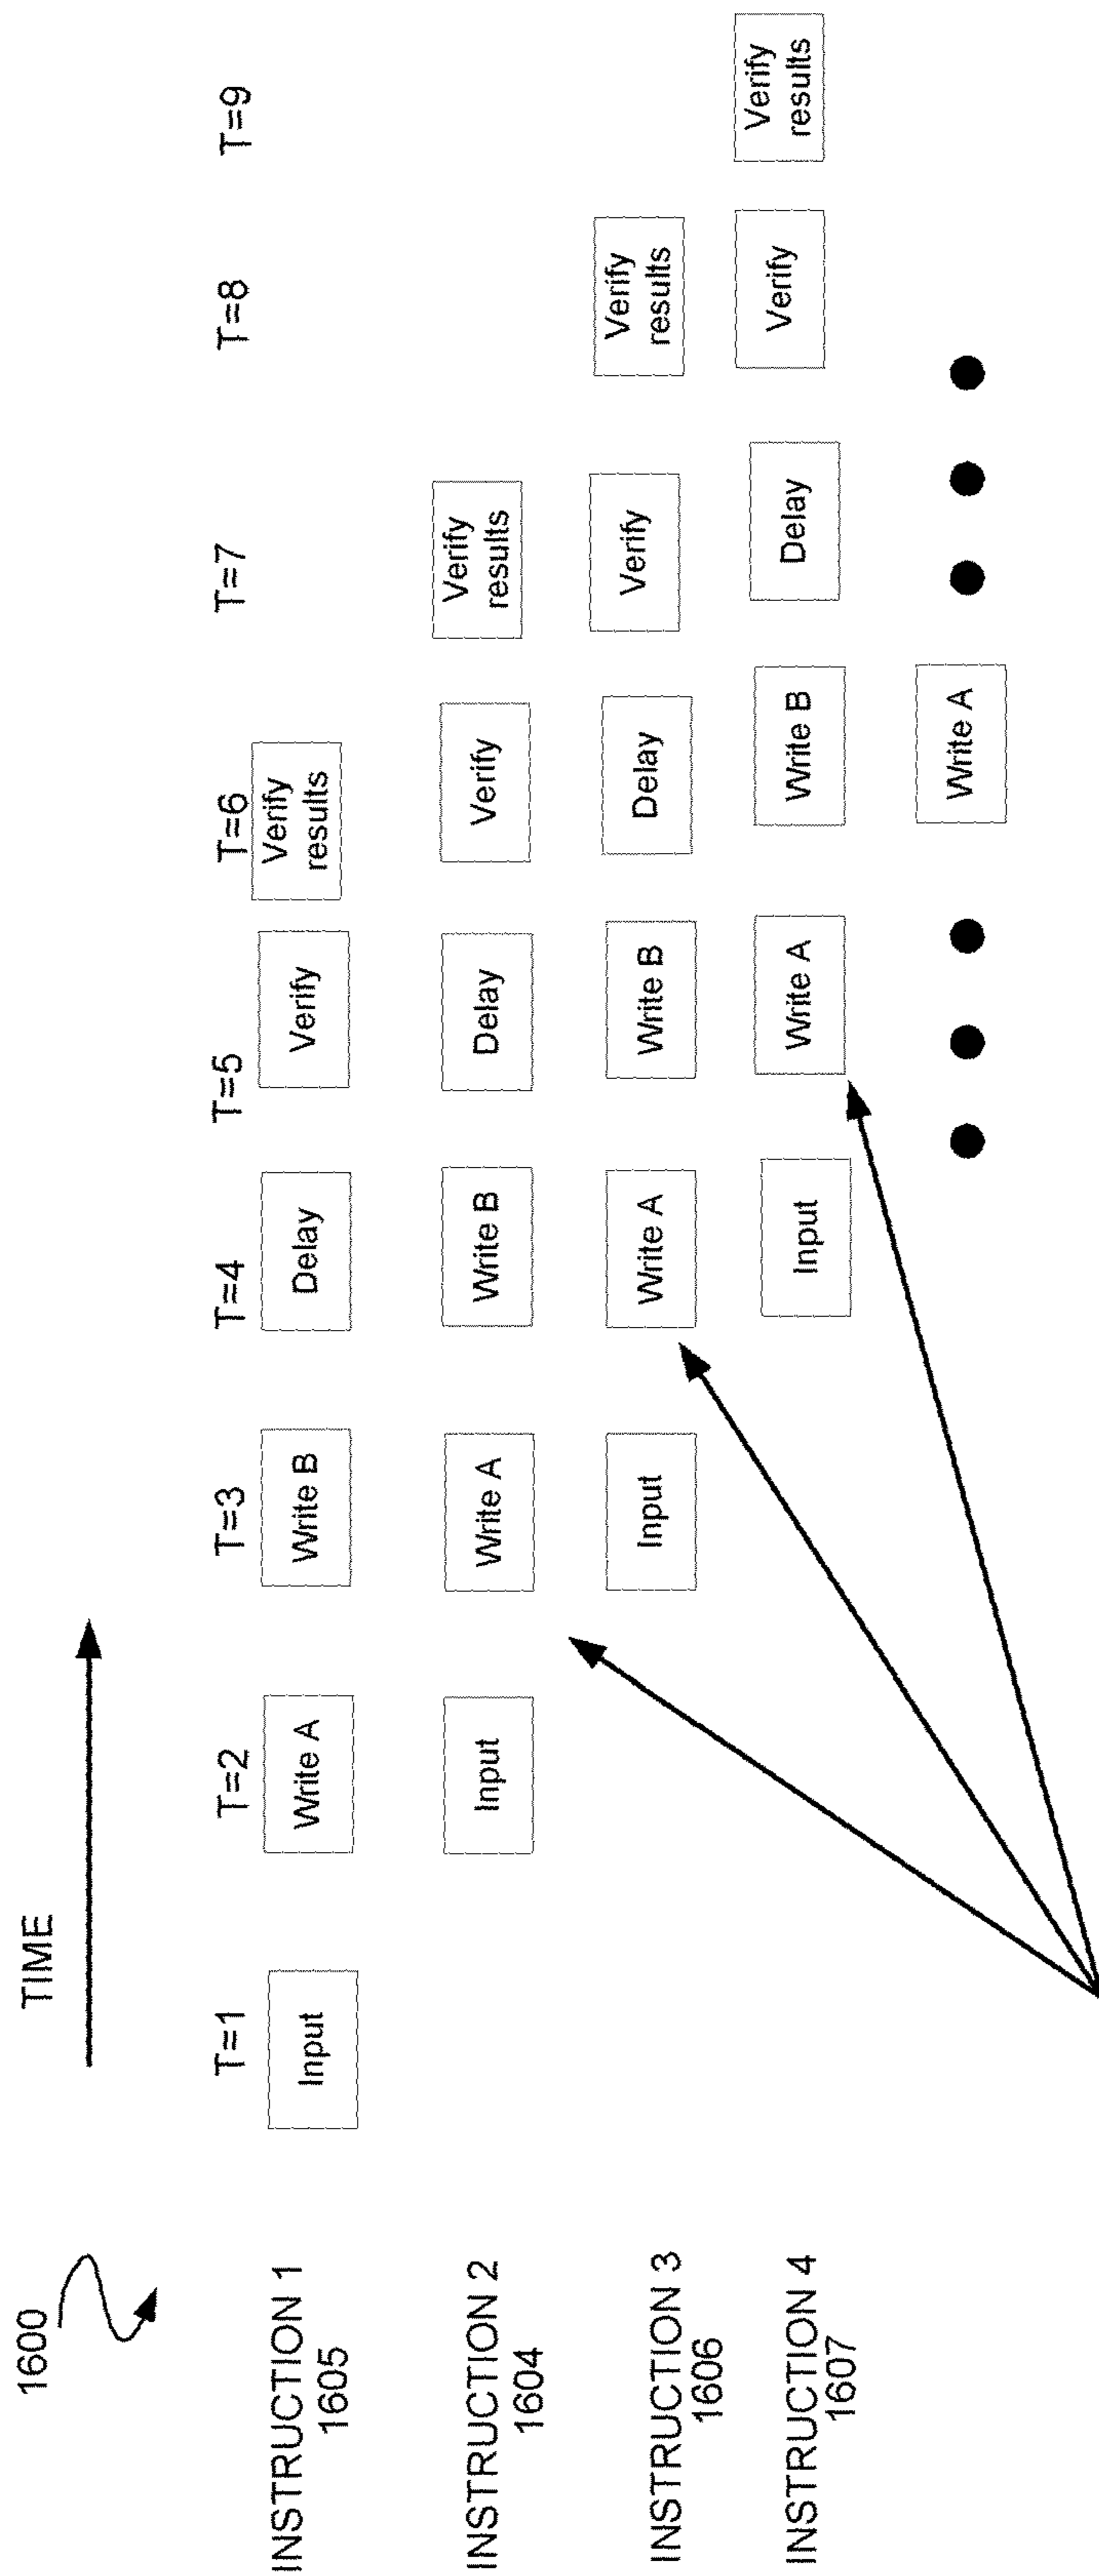 1600
TIME
T=1
T=2
T=3
T=4
T=5
T=6
T=7
T=8
T=9
INSTRUCTION 1
1605
Input
Write A
Write B
Delay
Verify
Verify
results
INSTRUCTION 2
1604
Input
Write A
Write B
Delay
Verify
Verify
results
INSTRUCTION 3
1606
Input
Write A
Write B
Delay
Verify
Verify
results
INSTRUCTION 4
1607
Input
Write A
Write B
Delay
Verify
Verify
results
Write A